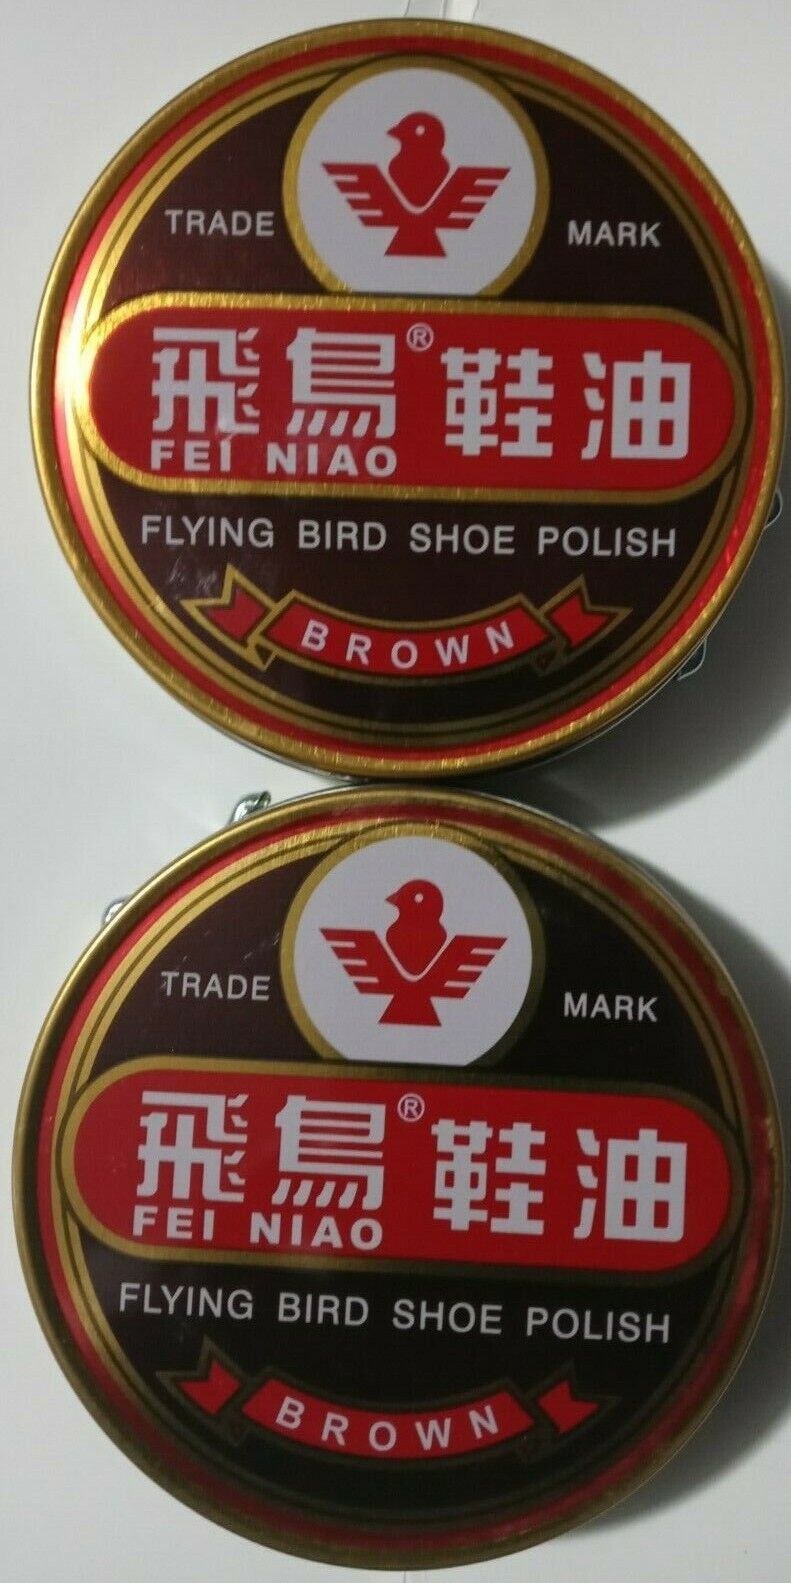 TRADE MARK
飛鳥® 鞋油
FEI NIAO
FLYING BIRD SHOE POLISH
BROWN
TRADE MARK
飛鳥® 鞋油
FEI NIAO
FLYING BIRD SHOE POLISH
BROWN